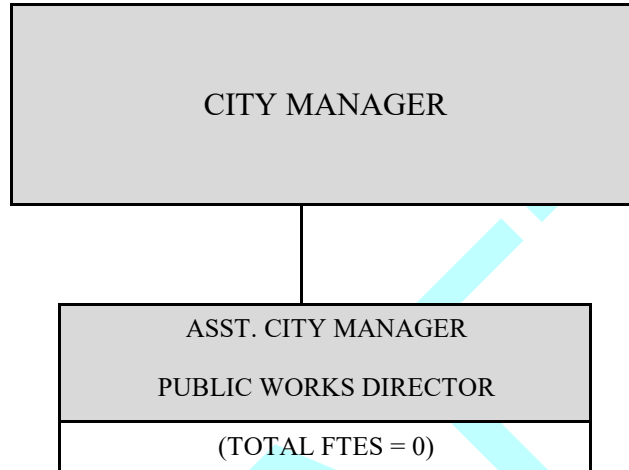 CITY MANAGER
ASST. CITY MANAGER
PUBLIC WORKS DIRECTOR
(TOTAL FTES = 0)